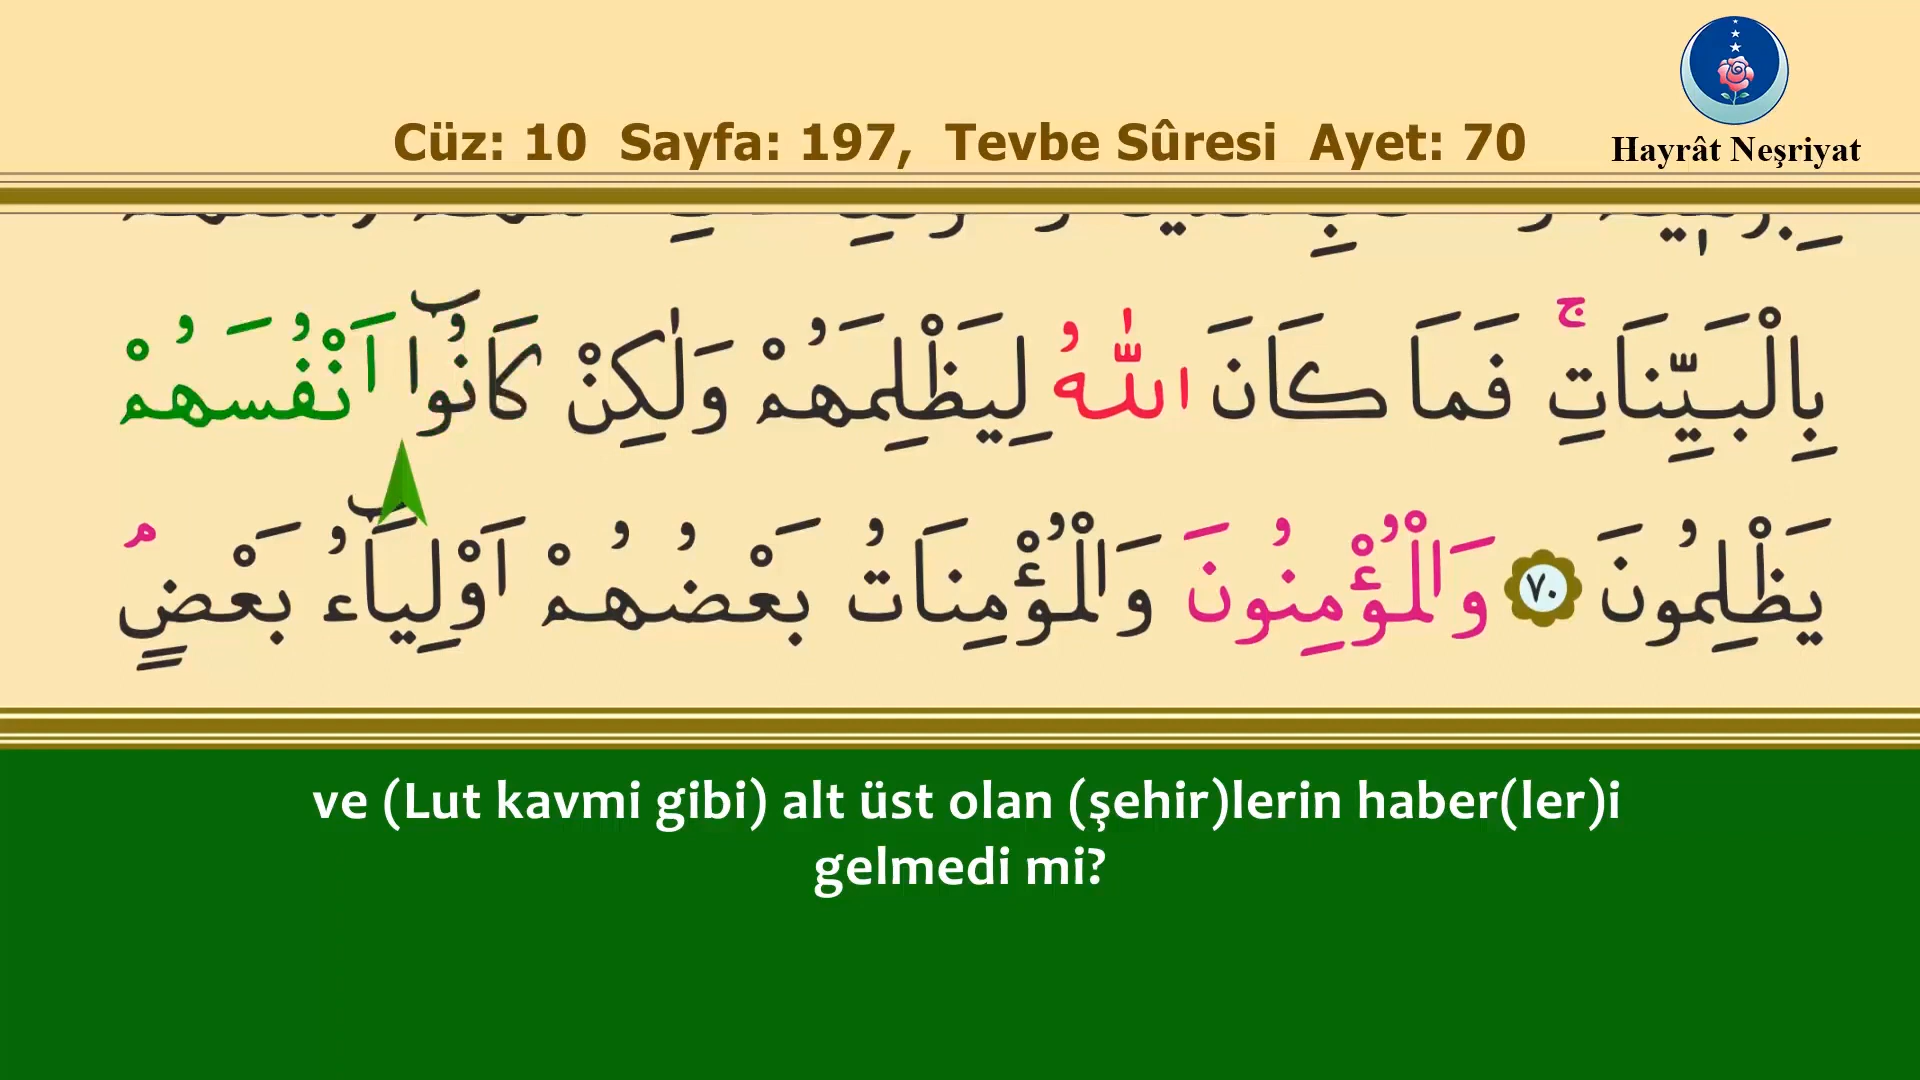 Cüz: 10 Sayfa: 197, Tevbe Sûresi Ayet: 70
Hayrât Neşriyat
بِالْبَيِّنَاتِۚ فَمَا كَانَ اللّٰهُ لِيَظْلِمَهُمْ وَلٰكِنْ كَانُٓوا اَنْفُسَهُمْ
يَظْلِمُونَ ٧٠ وَالْمُؤْمِنُونَ وَالْمُؤْمِنَاتُ بَعْضُهُمْ اَوْلِيَٓاءُ بَعْضٍۢ
ve (Lut kavmi gibi) alt üst olan (şehir)lerin haber(ler)i
gelmedi mi?